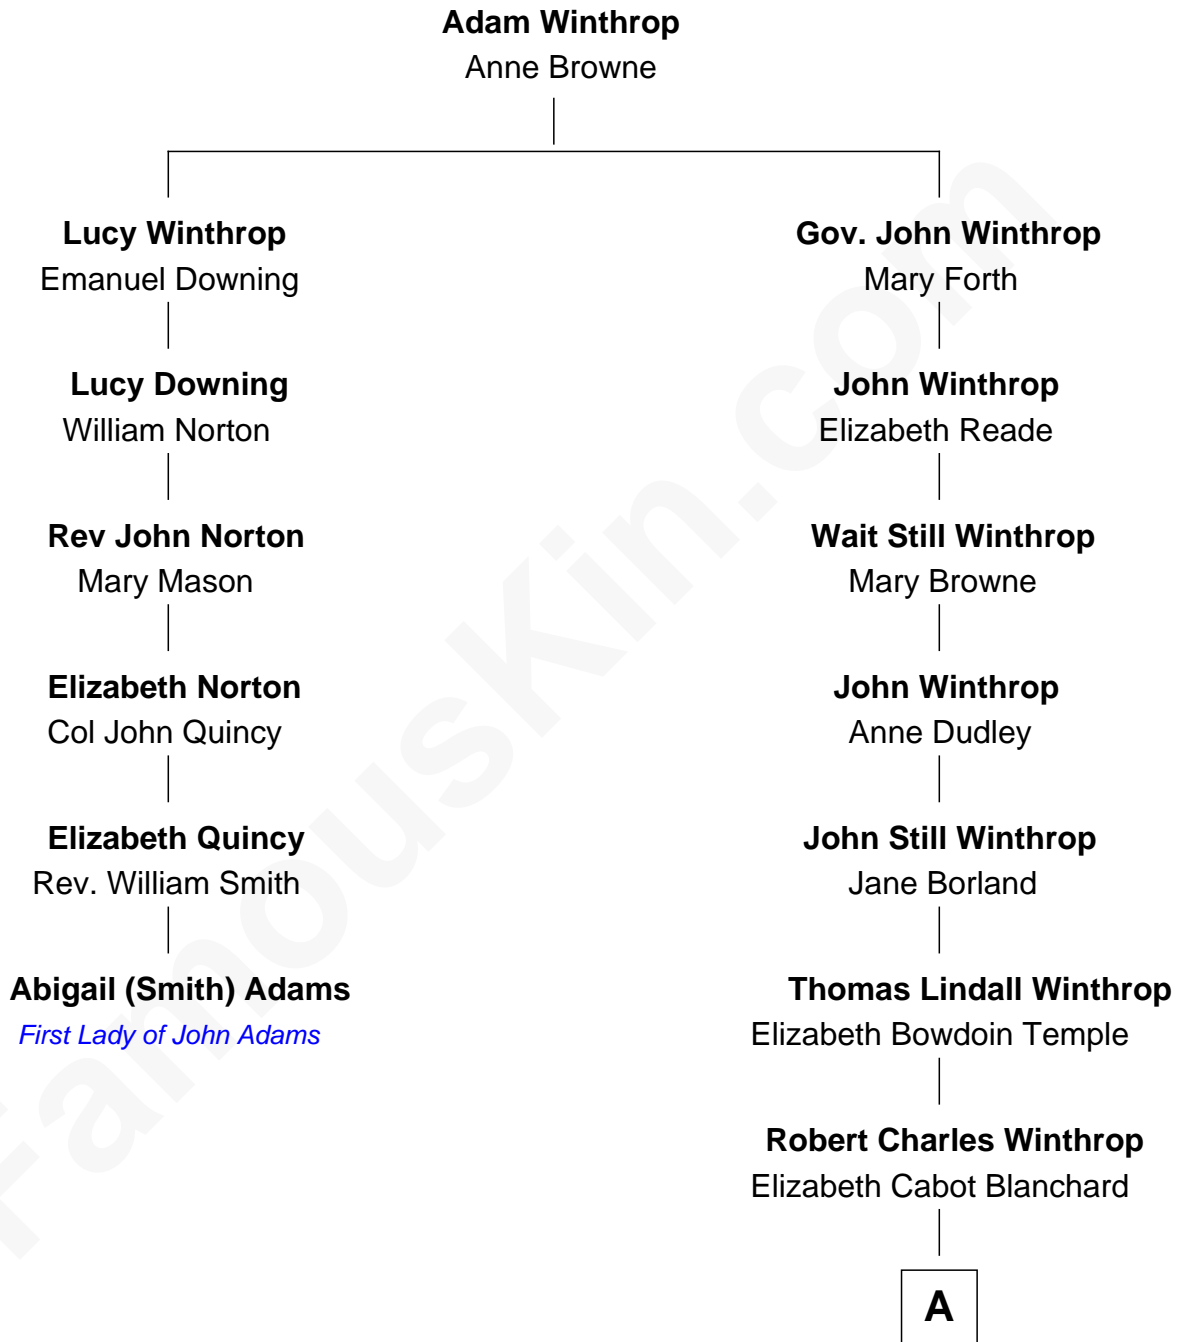 Adam Winthrop
Anne Browne
Lucy Winthrop
Emanuel Downing
Lucy Downing
William Norton
Rev John Norton
Mary Mason
Elizabeth Norton
Col John Quincy
Elizabeth Quincy
Rev. William Smith
Abigail (Smith) Adams
First Lady of John Adams
Gov. John Winthrop
Mary Forth
John Winthrop
Elizabeth Reade
Wait Still Winthrop
Mary Browne
John Winthrop
Anne Dudley
John Still Winthrop
Jane Borland
Thomas Lindall Winthrop
Elizabeth Bowdoin Temple
Robert Charles Winthrop
Elizabeth Cabot Blanchard
A
FamousKin.com